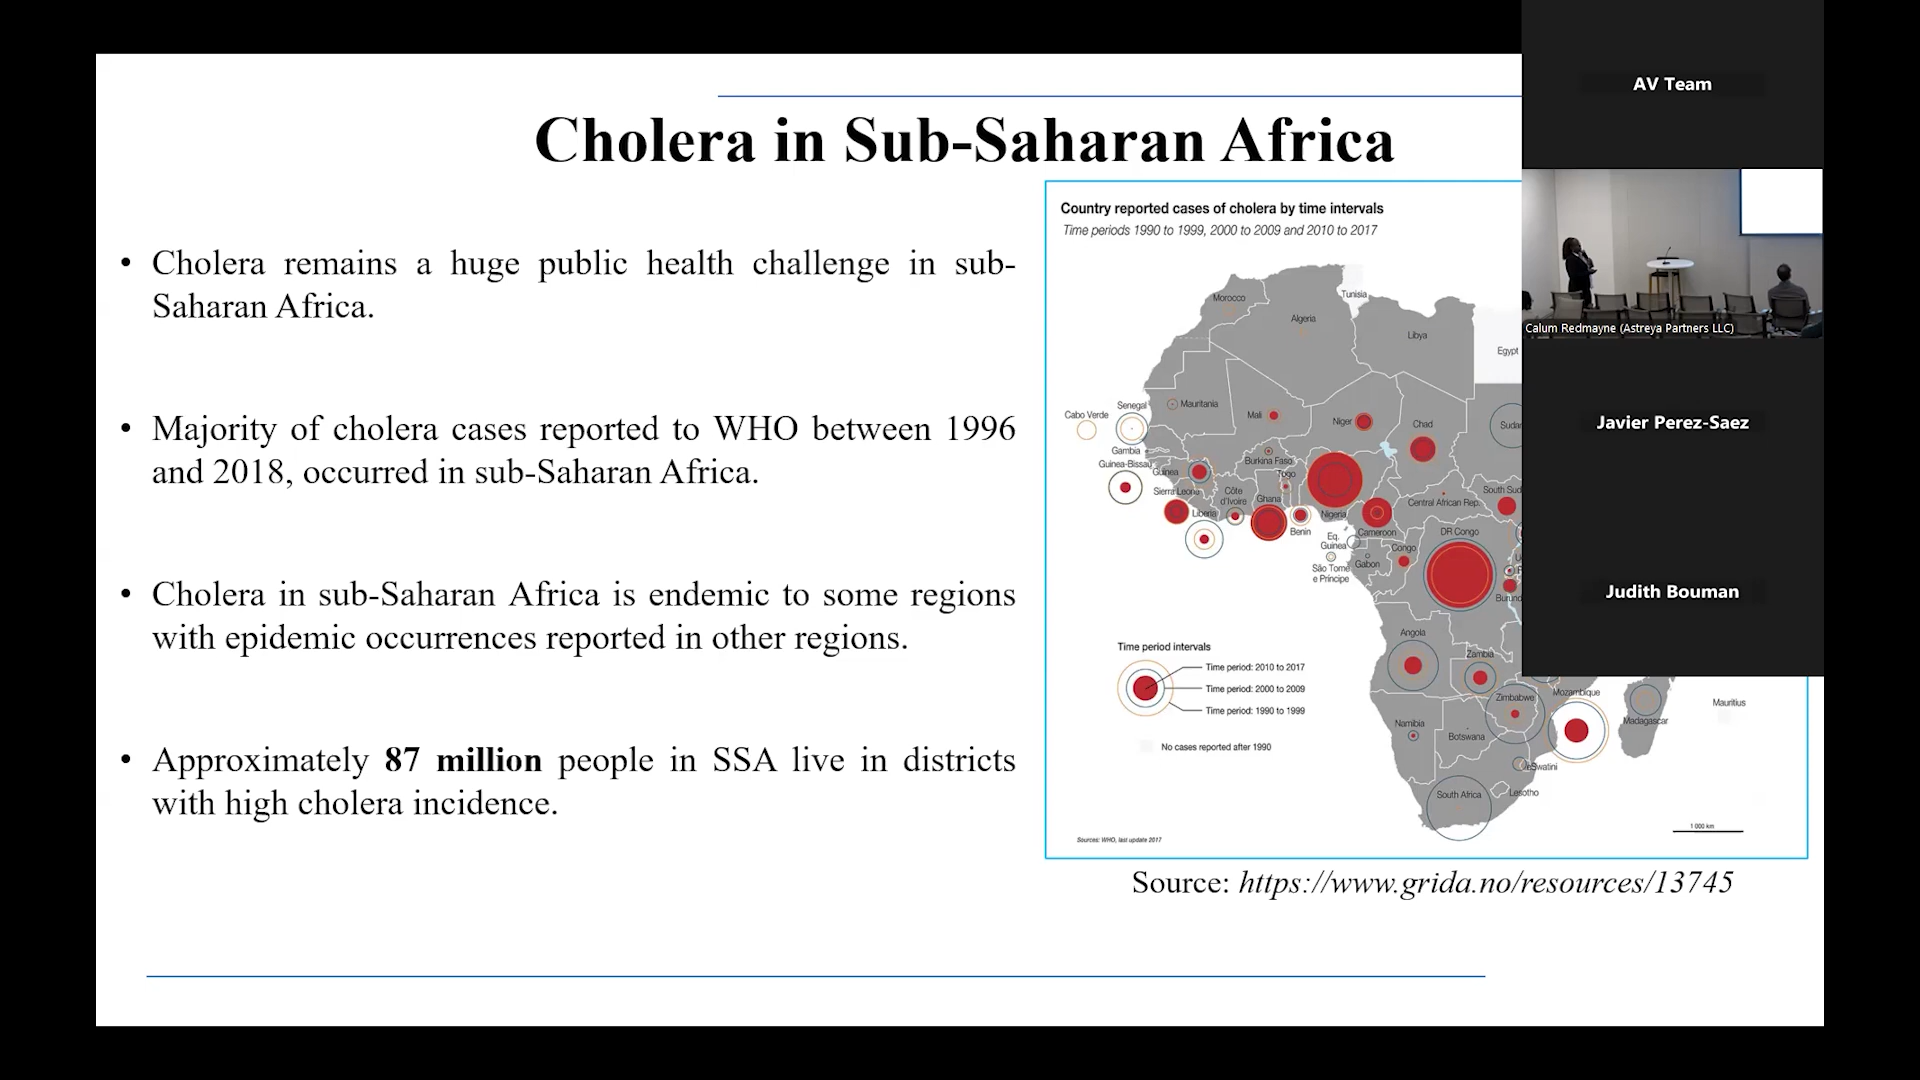 Cholera in Sub-Saharan Africa
• Cholera remains a huge public health challenge in sub-
Saharan Africa.
• Majority of cholera cases reported to WHO between 1996
and 2018, occurred in sub-Saharan Africa.
• Cholera in sub-Saharan Africa is endemic to some regions
with epidemic occurrences reported in other regions.
• Approximately 87 million people in SSA live in districts
with high cholera incidence.
Country reported cases of cholera by time intervals
Time periods 1990 to 1999, 2000 to 2009 and 2010 to 2017
Morocco
Tunisia
Algeria
Libya
Egypt
Cabo Verde
Senegal
Mauritania
Mali
Niger
Chad
Gambia
Guinea-Bissau
Guinea
Burkina Faso
Togo
Sierra Leone
Côte
d'Ivoire
Ghana
Liberia
Benin
Nigeria
Central African Rep.
South Sud
Cameroon
Eq.
Guinea
São Tome
e Príncipe
Gabon
Congo
DR Congo
Angola
Zambia
Zimbabwe
Mozambique
Madagascar
Mauritius
Namibia
Botswana
eSwatini
South Africa
Lesotho
Time period intervals
Time period: 2010 to 2017
Time period: 2000 to 2009
Time period: 1990 to 1999
No cases reported after 1990
Sources: WHO, last update 2017
1 000 km
Source: https://www.grida.no/resources/13745
AV Team
Calum Redmayne (Astreya Partners LLC)
Javier Perez-Saez
Judith Bouman